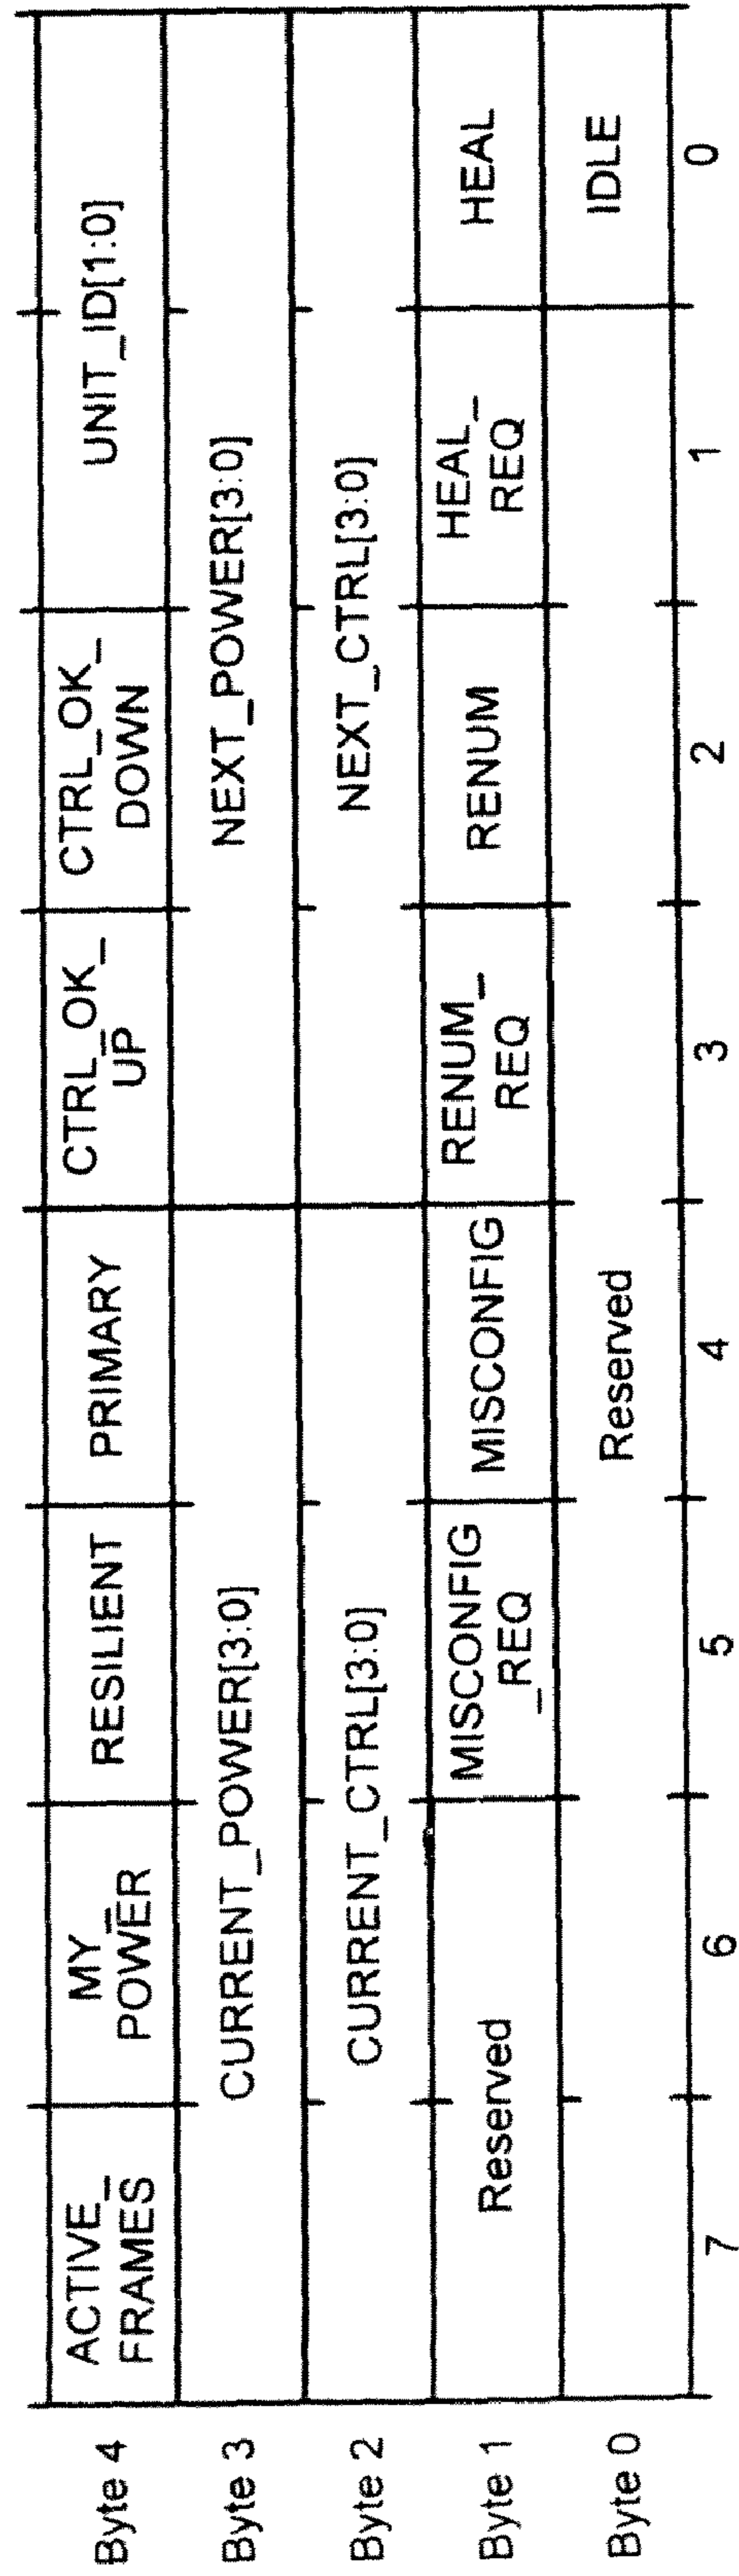 Byte 4
ACTIVE_
FRAMES
MY_
POWER
RESILIENT
PRIMARY
CTRL_OK_
UP
CTRL_OK_
DOWN
UNIT_ID[1:0]
Byte 3
CURRENT_POWER[3:0]
NEXT_POWER[3:0]
Byte 2
CURRENT_CTRL[3:0]
NEXT_CTRL[3:0]
Byte 1
Reserved
MISCONFIG
_REQ
MISCONFIG
RENUM_
REQ
RENUM
HEAL_
REQ
HEAL
Byte 0
Reserved
IDLE
7
6
5
4
3
2
1
0